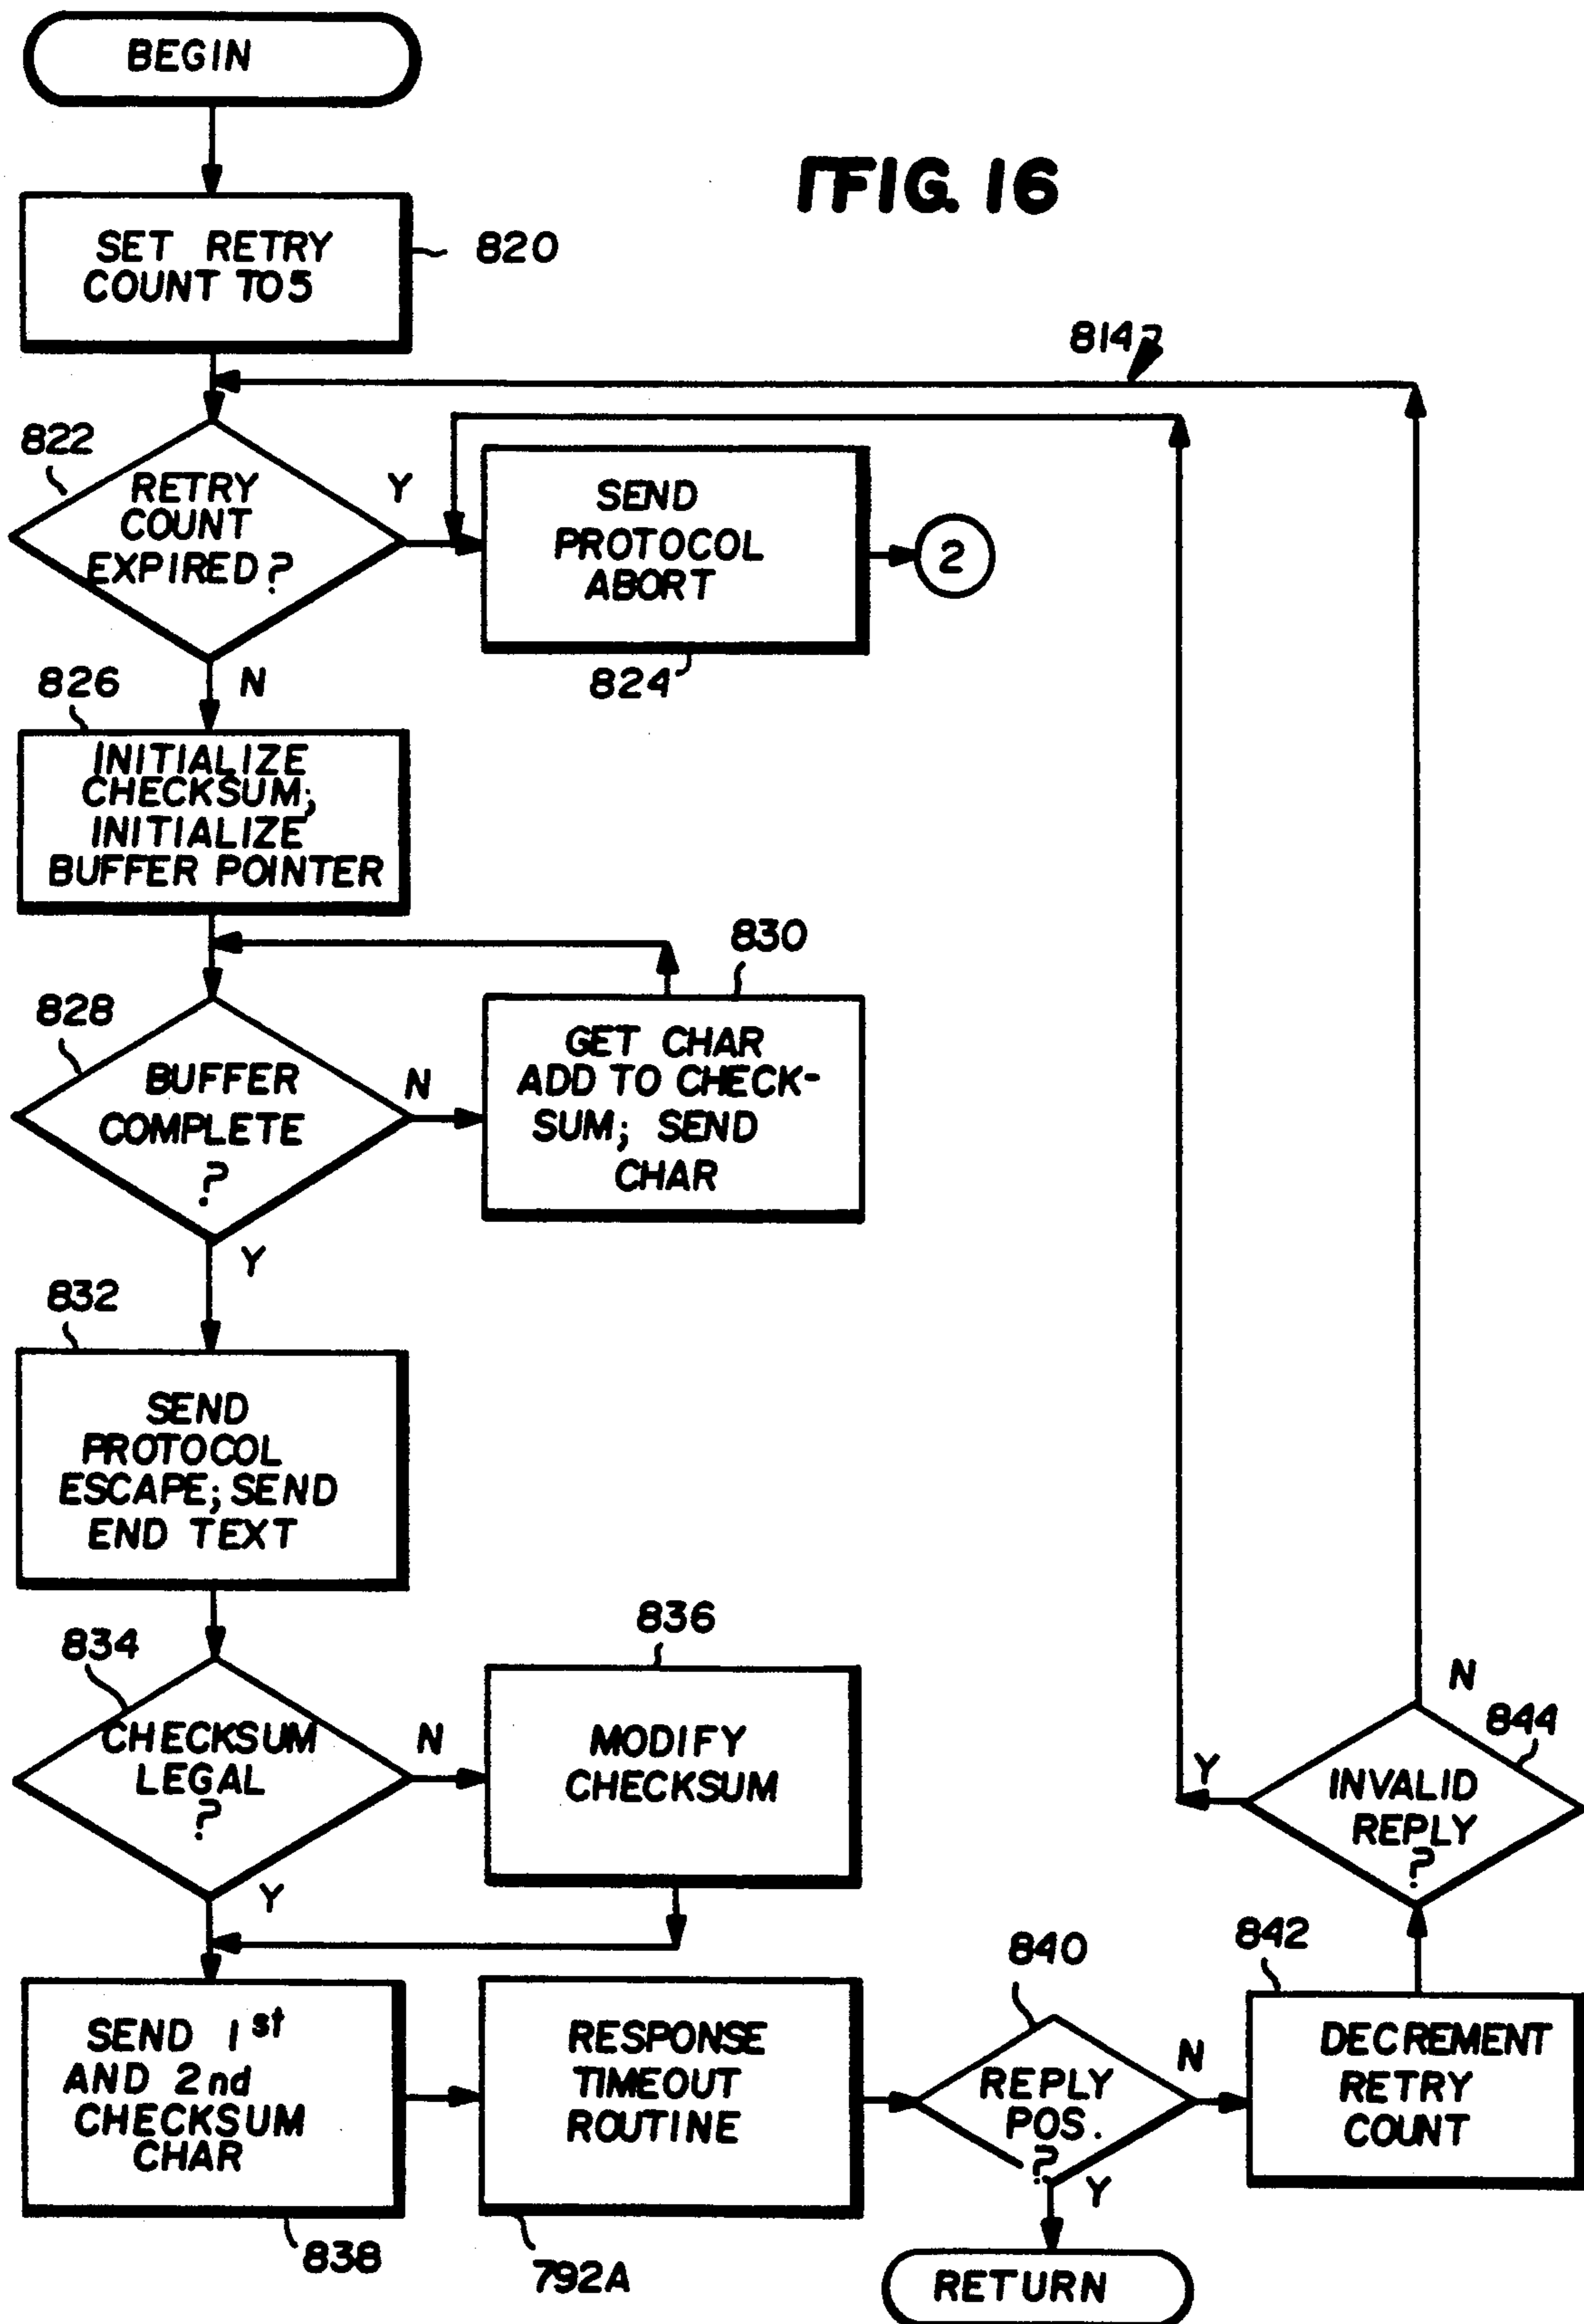 BEGIN
FIG. 16
SET RETRY
COUNT TO 5
820
814
822
RETRY
COUNT
EXPIRED?
Y
SEND
PROTOCOL
ABORT
2
824
N
826
INITIALIZE
CHECKSUM;
INITIALIZE
BUFFER POINTER
830
828
BUFFER
COMPLETE
?
N
GET CHAR
ADD TO CHECK-
SUM; SEND
CHAR
Y
832
SEND
PROTOCOL
ESCAPE; SEND
END TEXT
834
CHECKSUM
LEGAL
?
N
836
MODIFY
CHECKSUM
Y
N
844
Y
INVALID
REPLY
?
SEND 1st
AND 2nd
CHECKSUM
CHAR
838
RESPONSE
TIMEOUT
ROUTINE
792A
840
REPLY
POS.
?
N
Y
842
DECREMENT
RETRY
COUNT
RETURN